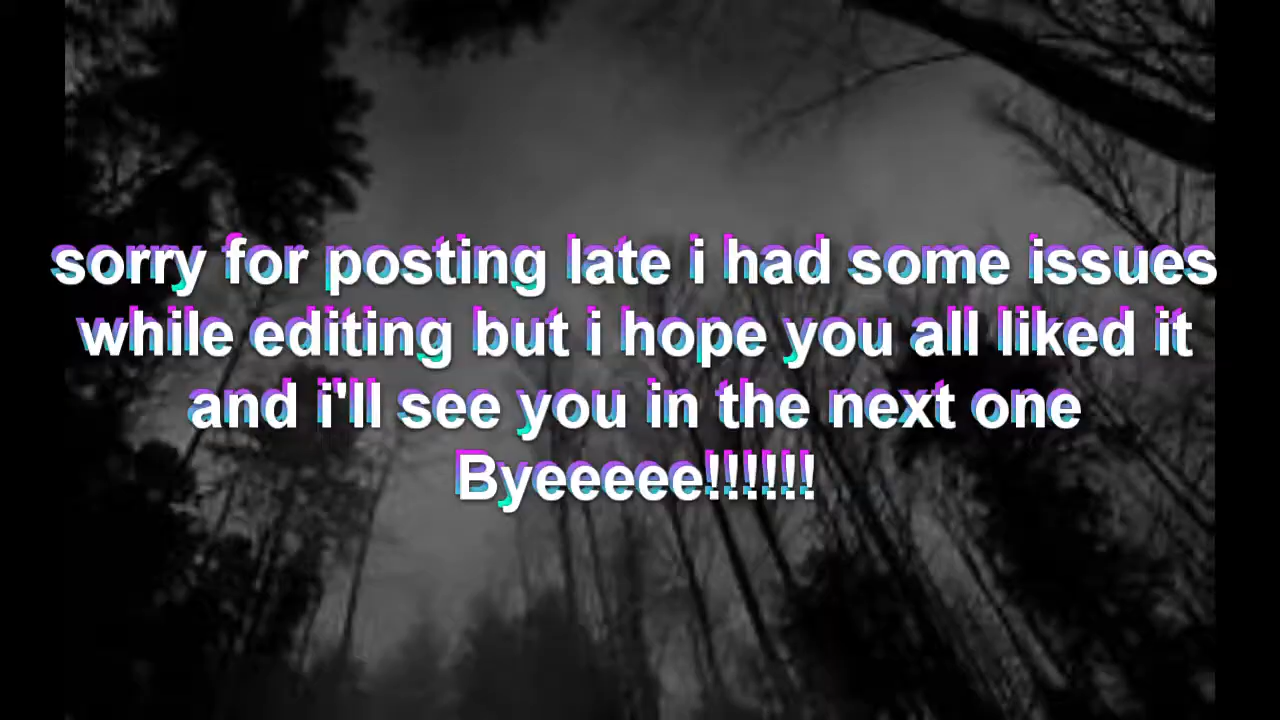 sorry for posting late i had some issues
while editing but i hope you all liked it
and i'll see you in the next one
Byeeeee!!!!!!